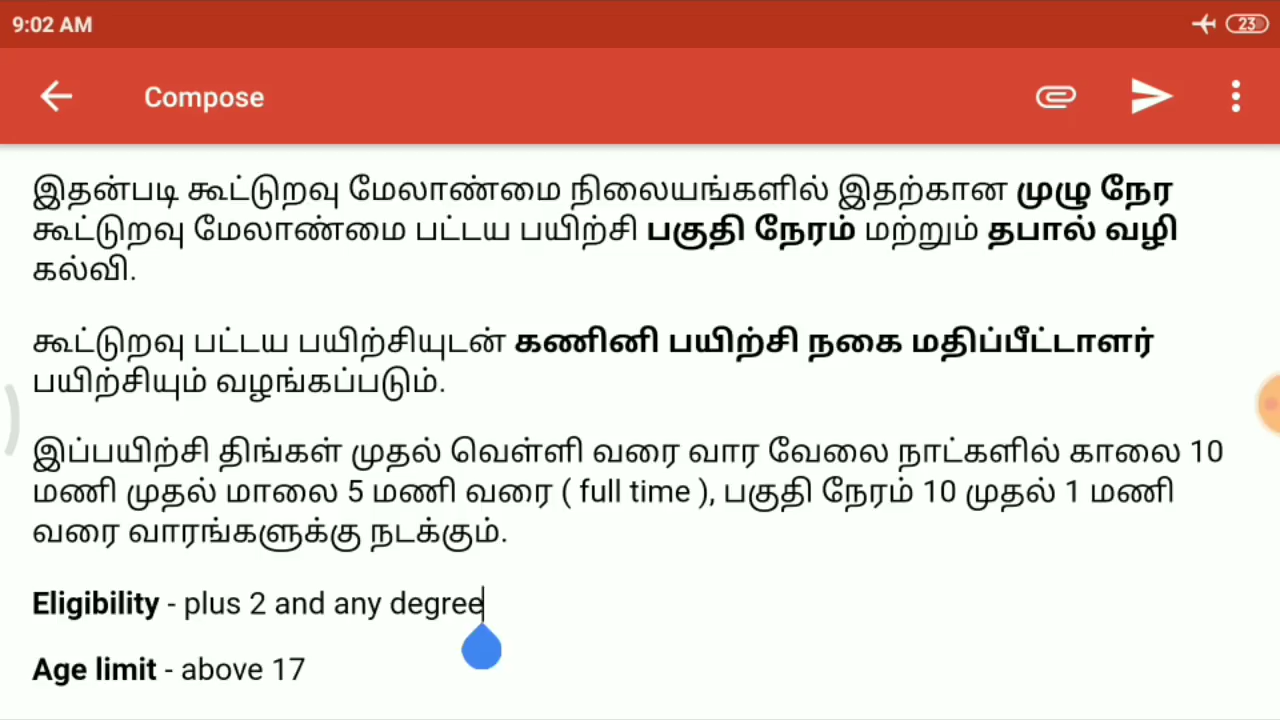 9:02 AM
23
Compose
இதன்படி கூட்டுறவு மேலாண்மை நிலையங்களில் இதற்கான முழு நேர
கூட்டுறவு மேலாண்மை பட்டய பயிற்சி பகுதி நேரம் மற்றும் தபால் வழி
கல்வி.
கூட்டுறவு பட்டய பயிற்சியுடன் கணினி பயிற்சி நகை மதிப்பீட்டாளர்
பயிற்சியும் வழங்கப்படும்.
இப்பயிற்சி திங்கள் முதல் வெள்ளி வரை வார வேலை நாட்களில் காலை 10
மணி முதல் மாலை 5 மணி வரை ( full time ), பகுதி நேரம் 10 முதல் 1 மணி
வரை வாரங்களுக்கு நடக்கும்.
Eligibility - plus 2 and any degree
Age limit - above 17